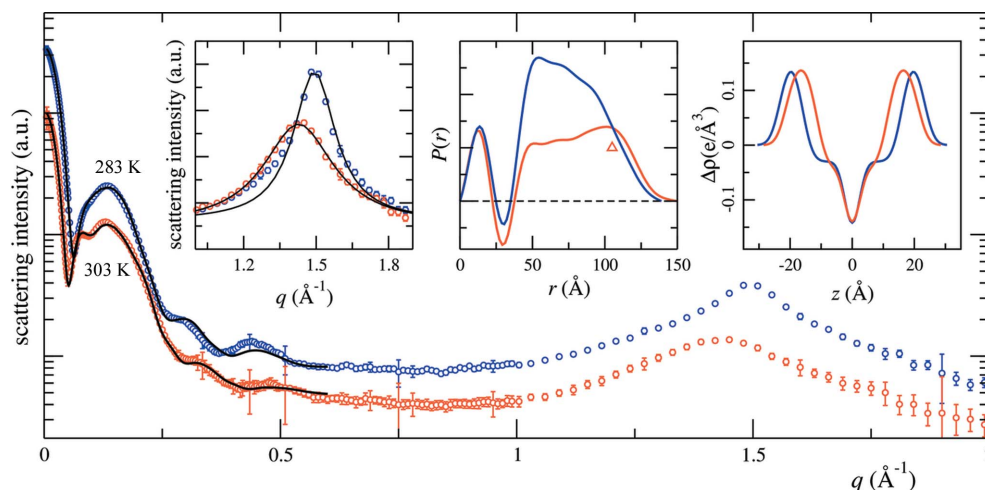 scattering intensity (a.u.)
283 K
303 K
0
0.5
1
1.5
q (Å⁻¹)
scattering intensity (a.u.)
1.2
1.5
1.8
q (Å⁻¹)
P(r)
0
50
100
150
r (Å)
Δρ(e/Å³)
0.1
0
-0.1
-20
0
20
z (Å)